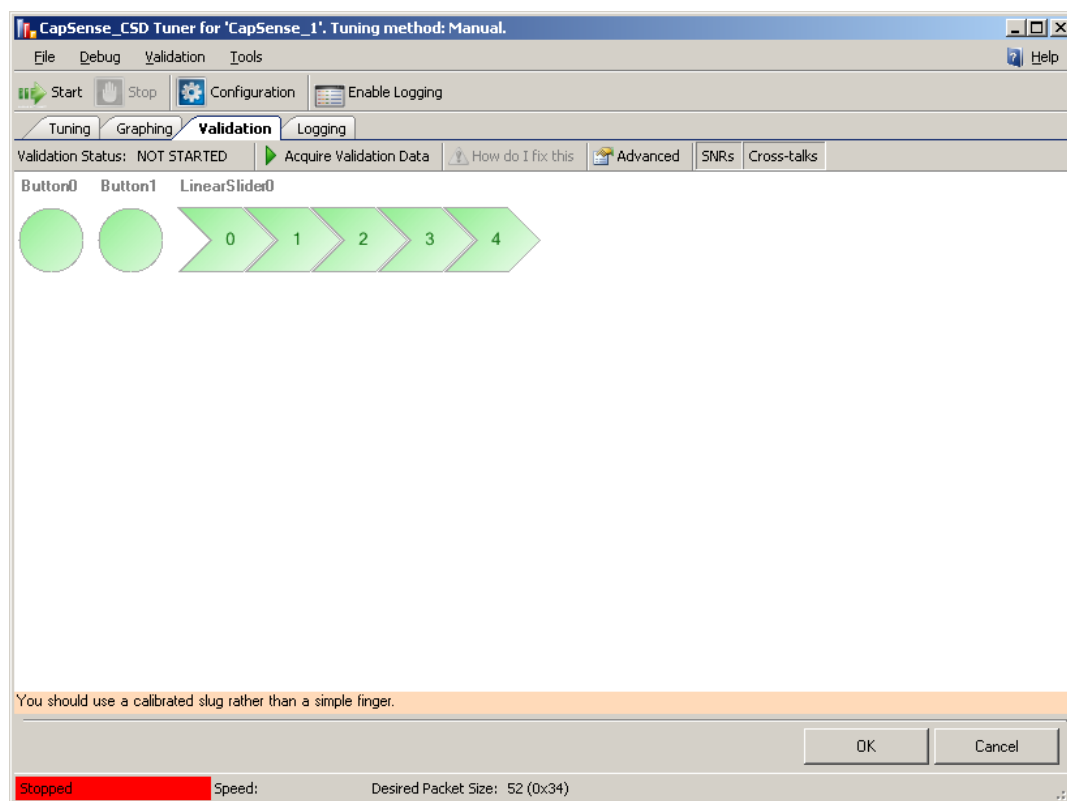 CapSense_CSD Tuner for 'CapSense_1'. Tuning method: Manual.
File Debug Validation Tools Help
Start Stop Configuration Enable Logging
Tuning Graphing Validation Logging
Validation Status: NOT STARTED Acquire Validation Data How do I fix this Advanced SNRs Cross-talks
Button0 Button1 LinearSlider0
0 1 2 3 4
You should use a calibrated slug rather than a simple finger.
OK Cancel
Stopped Speed: Desired Packet Size: 52 (0x34)